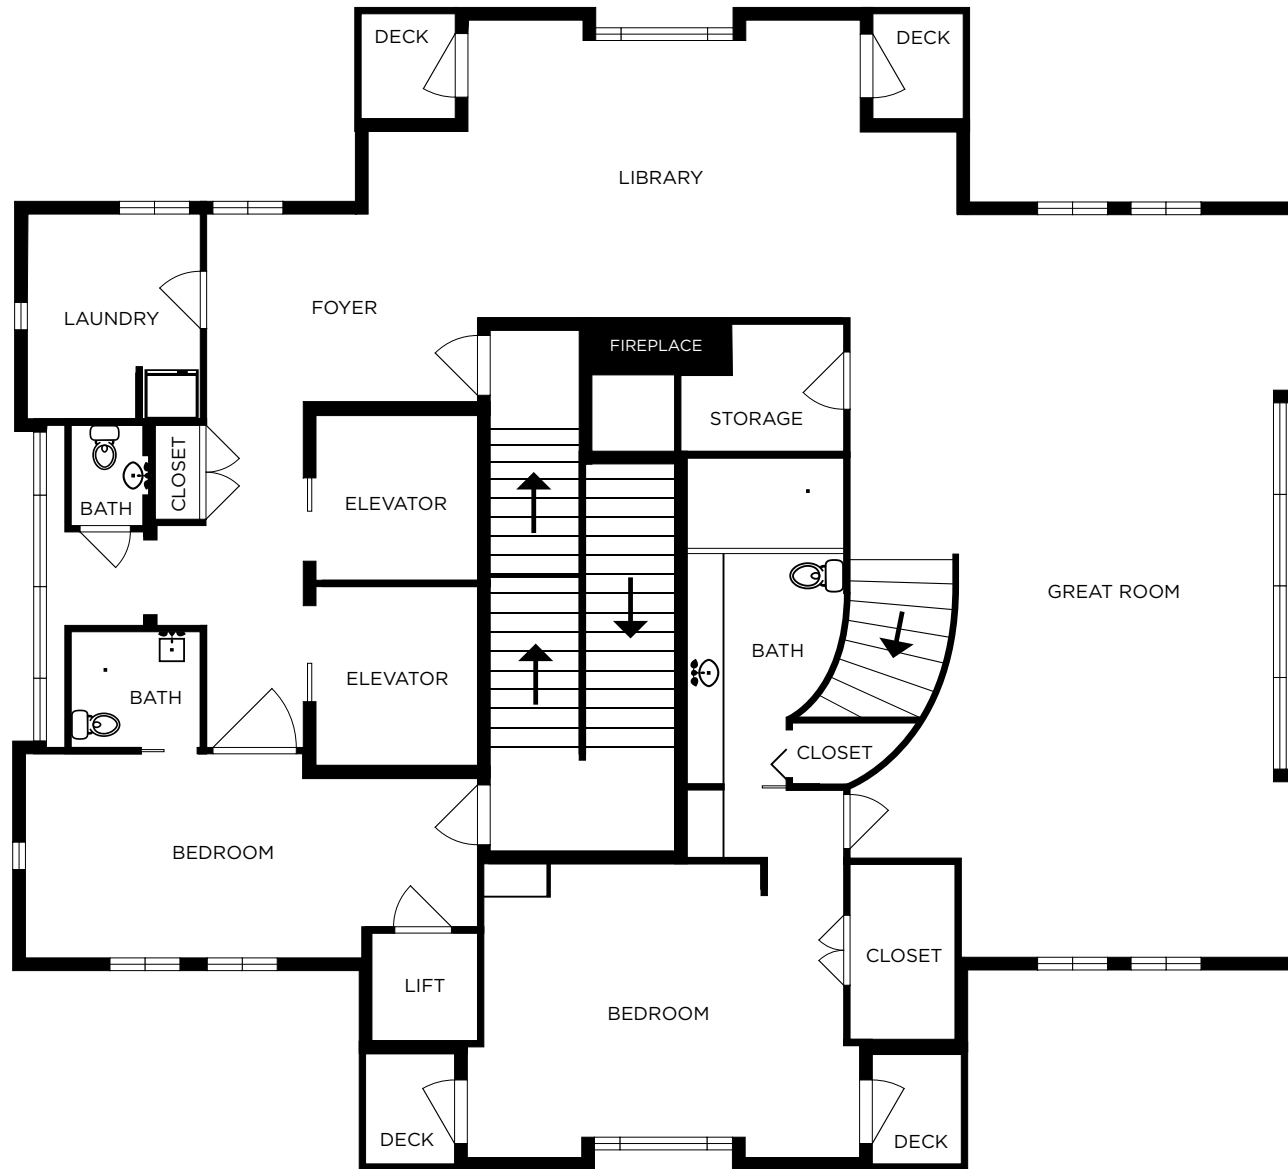 DECK
DECK
LIBRARY
FOYER
LAUNDRY
FIREPLACE
STORAGE
CLOSET
BATH
ELEVATOR
GREAT ROOM
BATH
ELEVATOR
BATH
CLOSET
BEDROOM
CLOSET
LIFT
BEDROOM
DECK
DECK